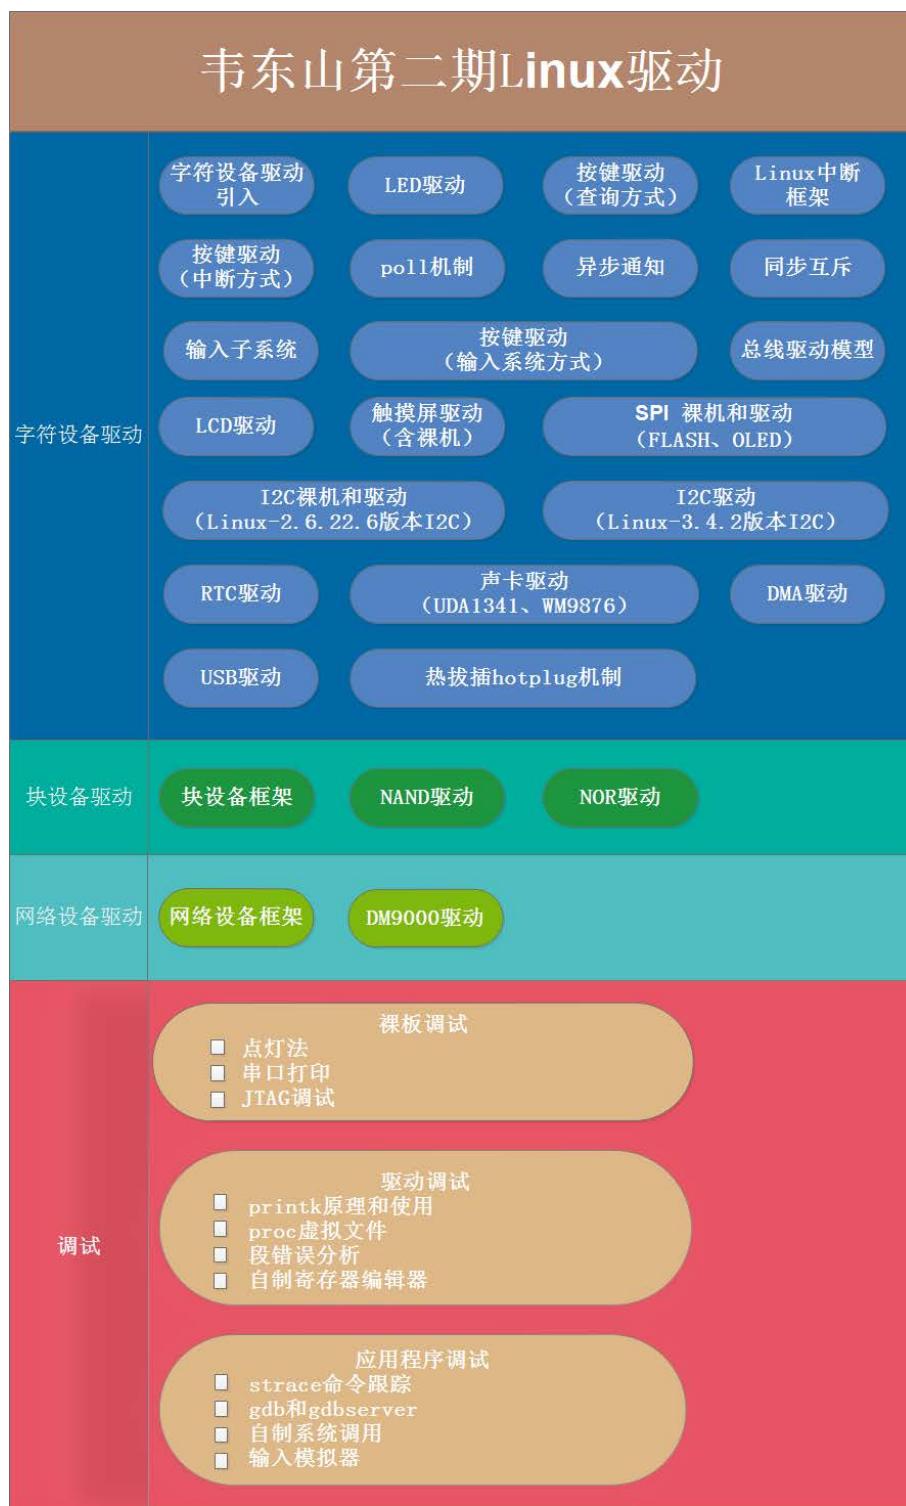 韦东山第二期Linux驱动
字符设备驱动
字符设备驱动
引入
LED驱动
按键驱动
（查询方式）
Linux中断
框架
按键驱动
（中断方式）
poll机制
异步通知
同步互斥
输入子系统
按键驱动
（输入系统方式）
总线驱动模型
LCD驱动
触摸屏驱动
（含裸机）
SPI 裸机和驱动
（FLASH、OLED）
I2C裸机和驱动
（Linux-2.6.22.6版本I2C）
I2C驱动
（Linux-3.4.2版本I2C）
RTC驱动
声卡驱动
（UDA1341、WM9876）
DMA驱动
USB驱动
热拔插hotplug机制
块设备驱动
块设备框架
NAND驱动
NOR驱动
网络设备驱动
网络设备框架
DM9000驱动
调试
裸板调试
点灯法
串口打印
JTAG调试
驱动调试
printk原理和使用
proc虚拟文件
段错误分析
自制寄存器编辑器
应用程序调试
strace命令跟踪
gdb和gdbserver
自制系统调用
输入模拟器